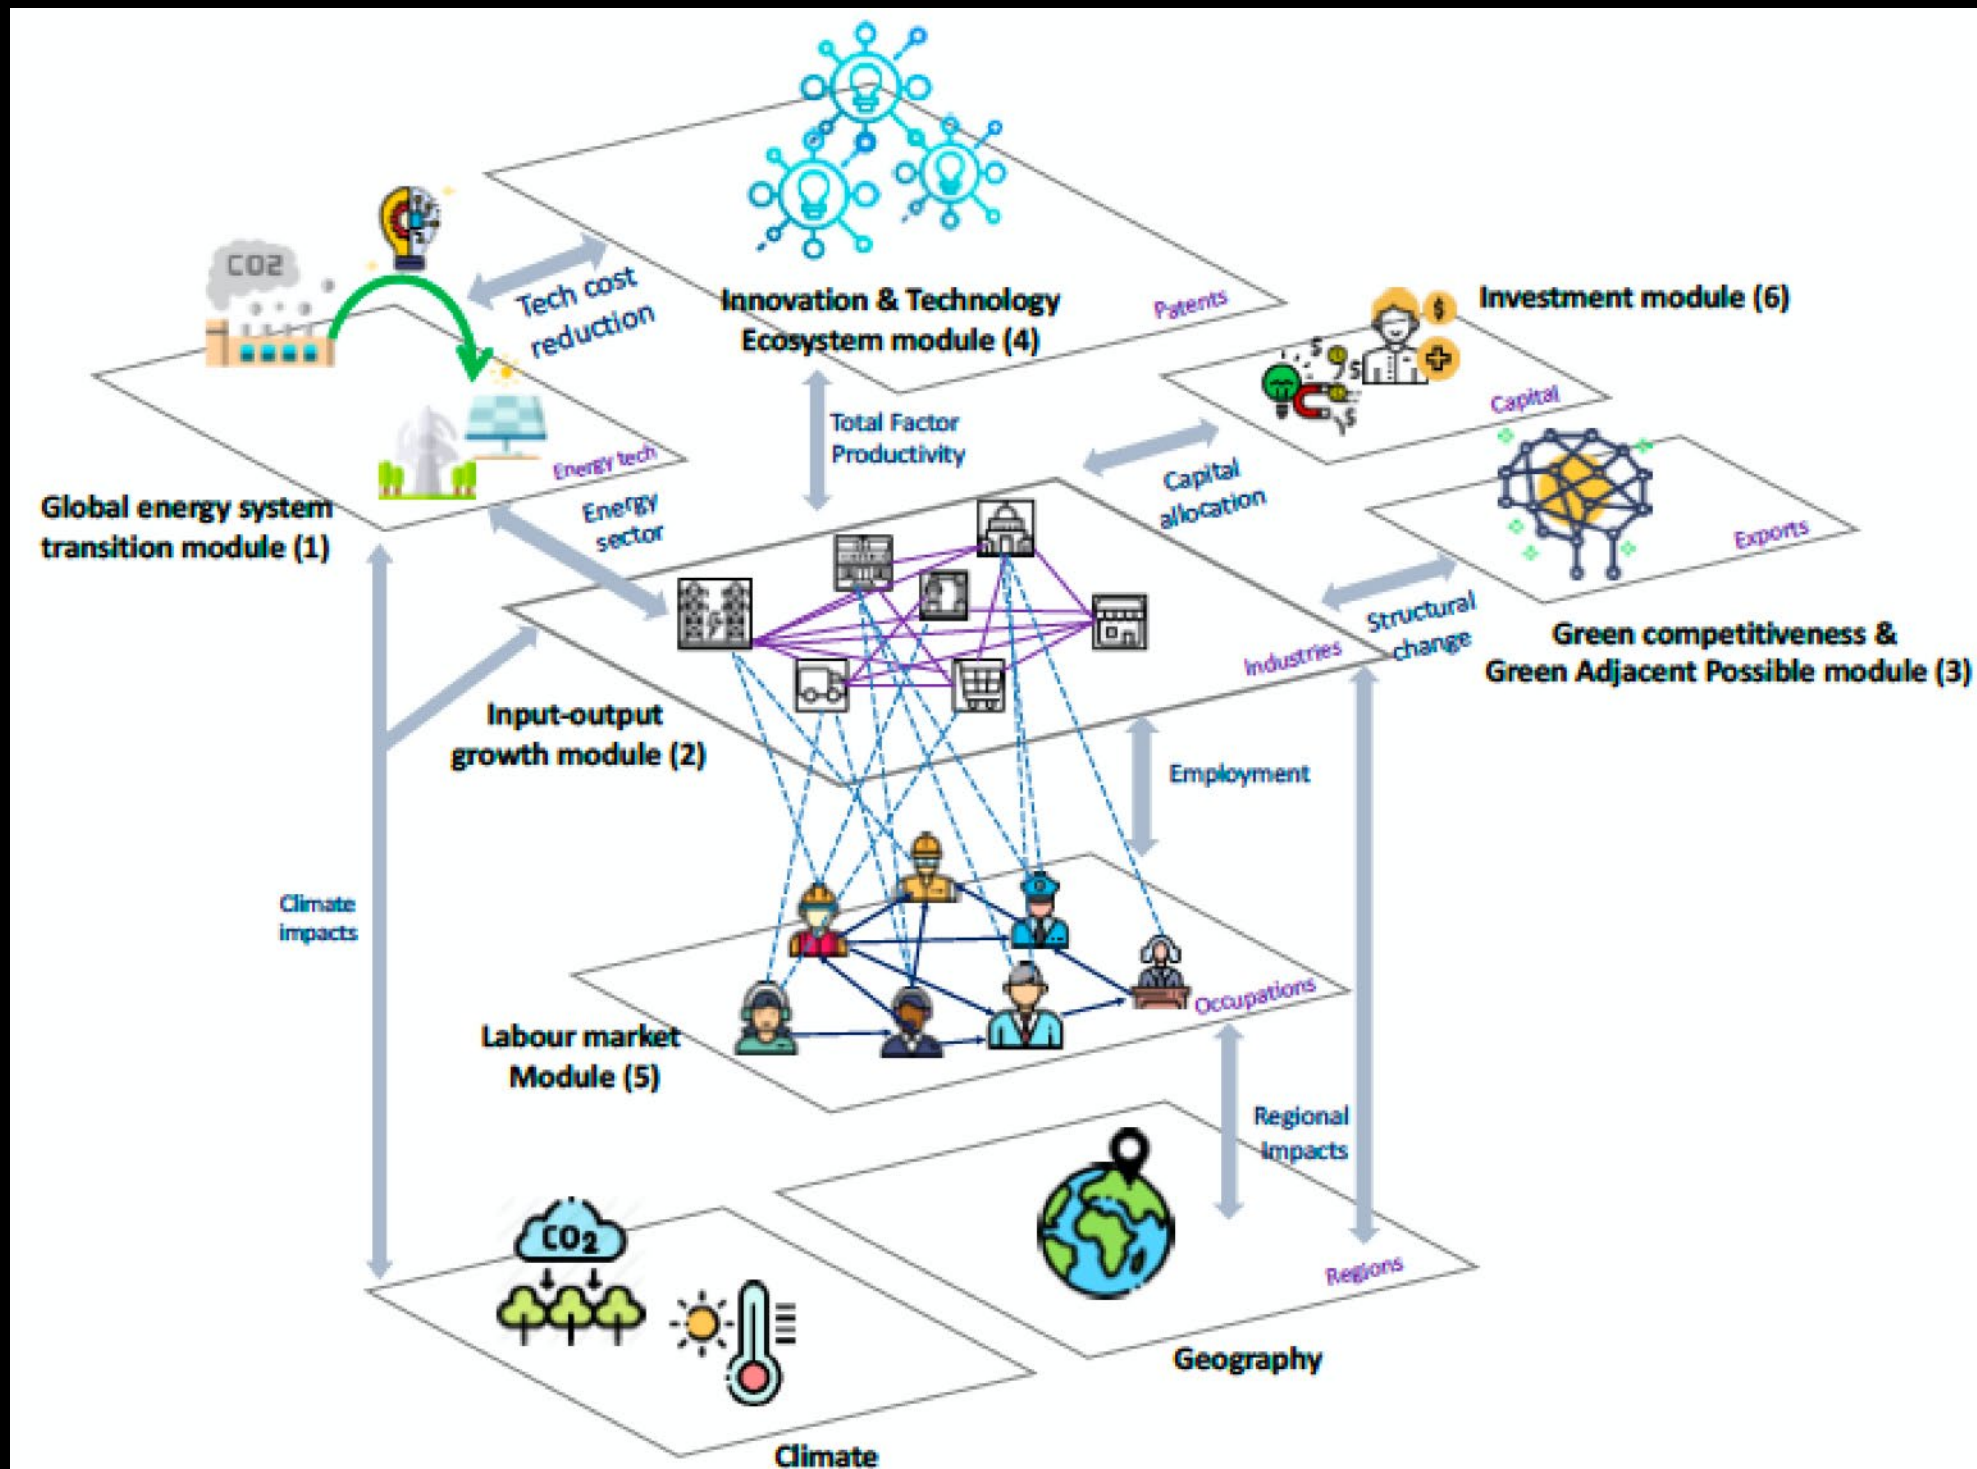 CO2
Tech cost
reduction
Innovation & Technology
Ecosystem module (4)
Patents
Investment module (6)
$
$
$
$
$
Capital
Energy tech
Total Factor
Productivity
Capital
allocation
Global energy system
transition module (1)
Energy
sector
Exports
Structural
change
Green competitiveness &
Green Adjacent Possible module (3)
Industries
Input-output
growth module (2)
Employment
Climate
impacts
Occupations
Labour market
Module (5)
Regional
Impacts
CO2
Regions
Geography
Climate